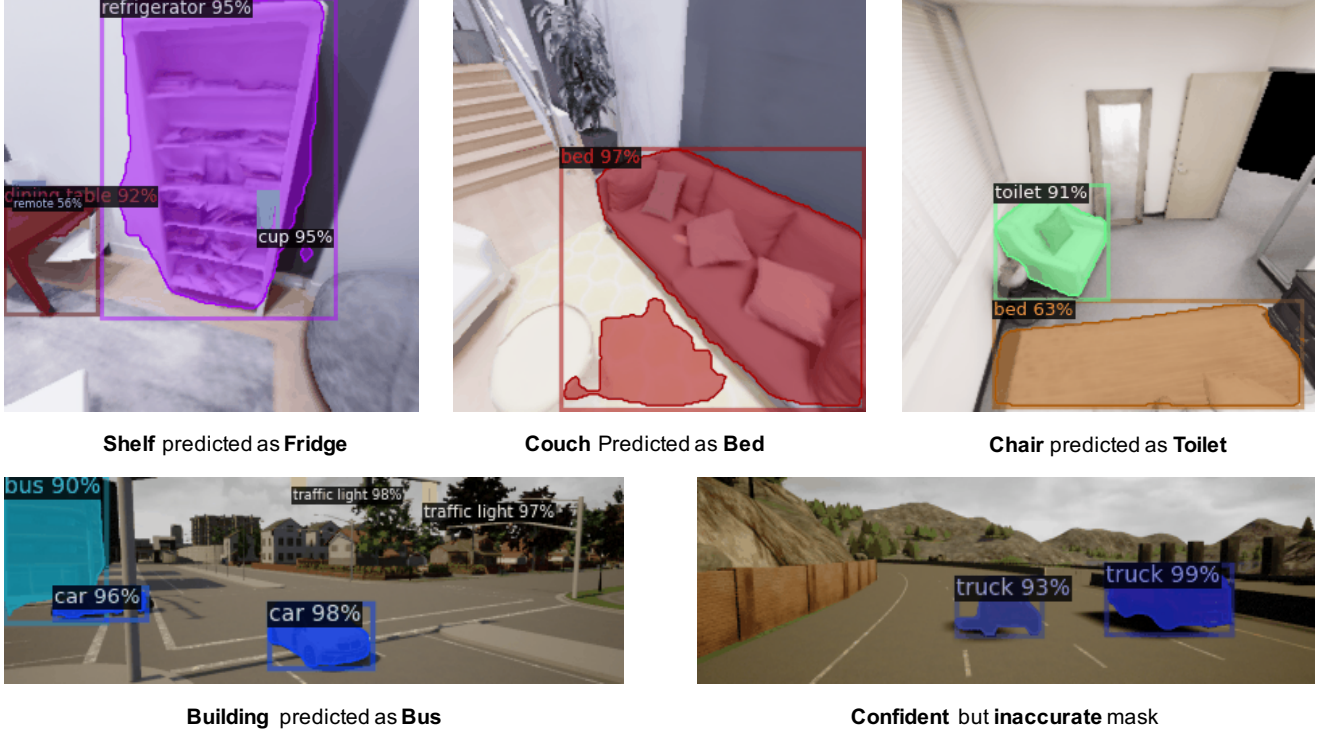 refrigerator 95%
dining table 92%
remote 56%
cup 95%
bed 97%
toilet 91%
bed 63%
Shelf predicted as Fridge
Couch Predicted as Bed
Chair predicted as Toilet
bus 90%
traffic light 98%
traffic light 97%
car 96%
car 98%
truck 93%
truck 99%
Building predicted as Bus
Confident but inaccurate mask